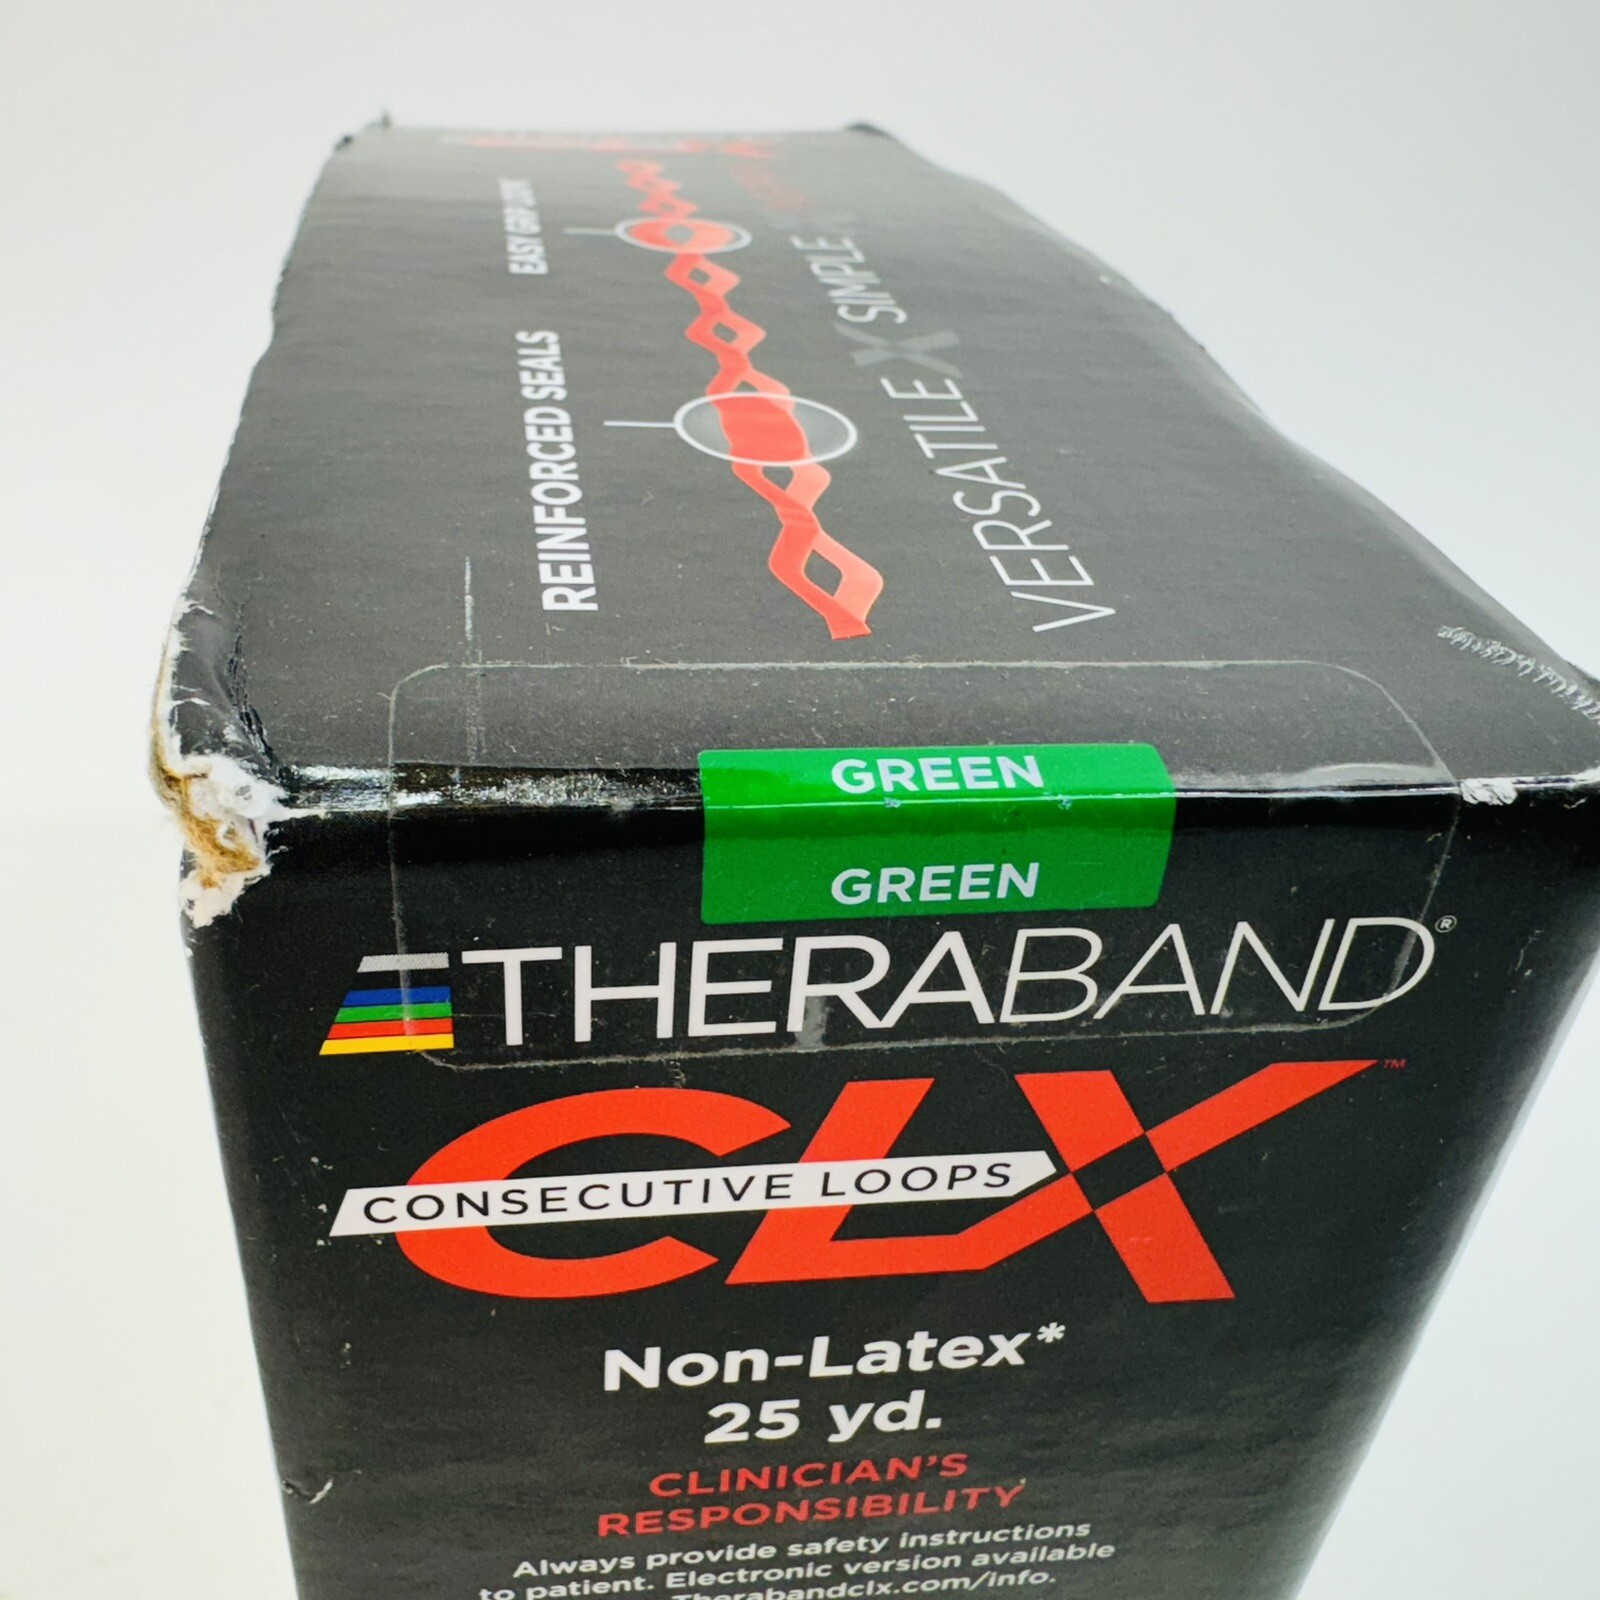 EASY GRIP LOOPS
REINFORCED SEALS
VERSATILE X SIMPLE
GREEN
GREEN
THERABAND®
CLX™
CONSECUTIVE LOOPS
Non-Latex*
25 yd.
CLINICIAN'S
RESPONSIBILITY
Always provide safety instructions
to patient. Electronic version available
Therabandclx.com/info.